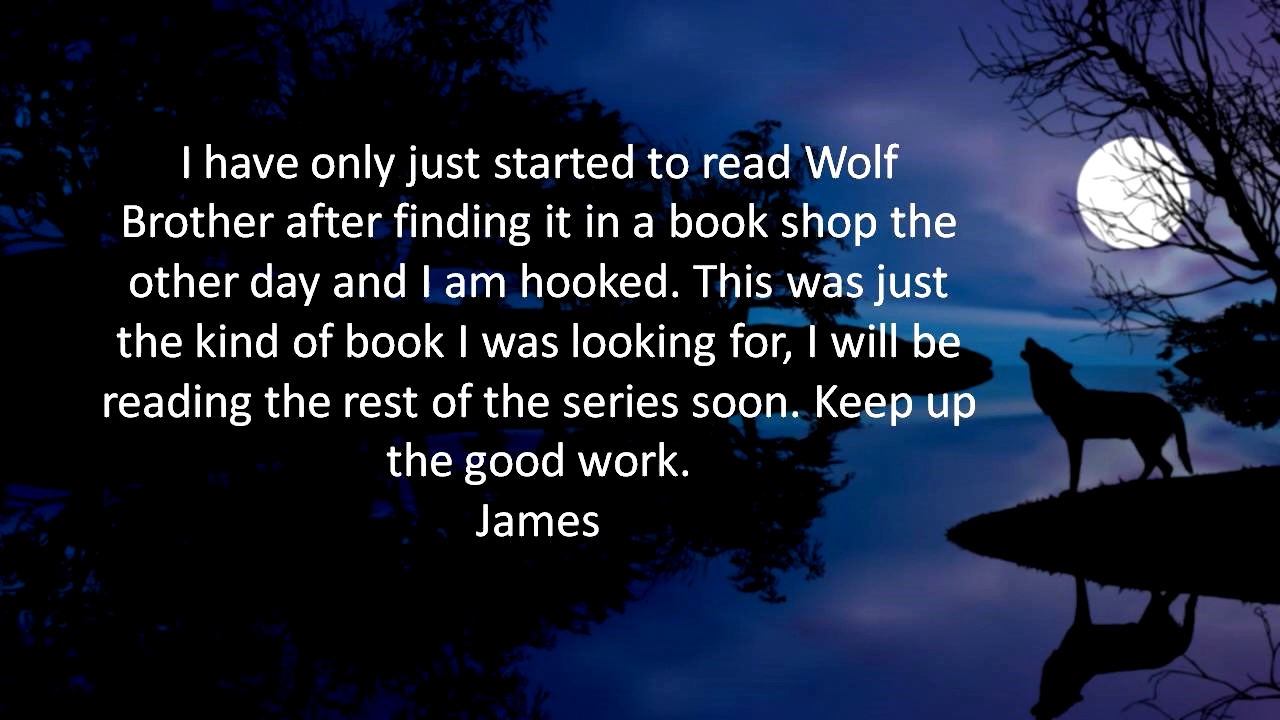 I have only just started to read Wolf
Brother after finding it in a book shop the
other day and I am hooked. This was just
the kind of book I was looking for, I will be
reading the rest of the series soon. Keep up
the good work.
James